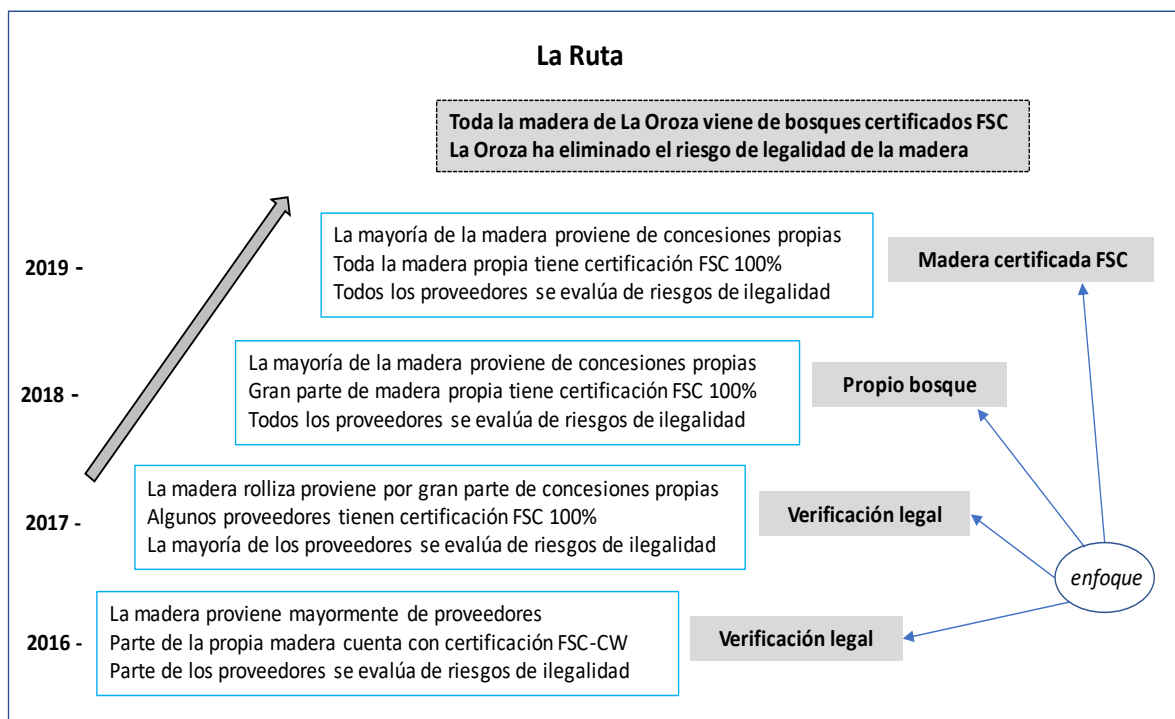 La Ruta
Toda la madera de La Oroza viene de bosques certificados FSC
La Oroza ha eliminado el riesgo de legalidad de la madera
2019 -
La mayoría de la madera proviene de concesiones propias
Toda la madera propia tiene certificación FSC 100%
Todos los proveedores se evalúa de riesgos de ilegalidad
Madera certificada FSC
2018 -
La mayoría de la madera proviene de concesiones propias
Gran parte de madera propia tiene certificación FSC 100%
Todos los proveedores se evalúa de riesgos de ilegalidad
Propio bosque
2017 -
La madera rolliza proviene por gran parte de concesiones propias
Algunos proveedores tienen certificación FSC 100%
La mayoría de los proveedores se evalúa de riesgos de ilegalidad
Verificación legal
enfoque
2016 -
La madera proviene mayormente de proveedores
Parte de la propia madera cuenta con certificación FSC-CW
Parte de los proveedores se evalúa de riesgos de ilegalidad
Verificación legal